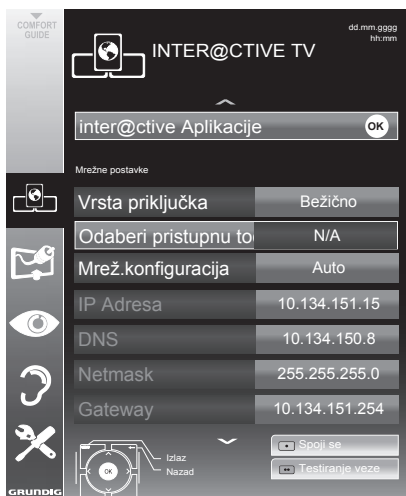 COMFORT
GUIDE
INTER@CTIVE TV
dd.mm.gggg
hh:mm
inter@ctive Aplikacije
OK
Mrežne postavke
Vrsta priključka
Bežično
Odaberi pristupnu to
N/A
Mrež.konfiguracija
Auto
IP Adresa
10.134.151.15
DNS
10.134.150.8
Netmask
255.255.255.0
Gateway
10.134.151.254
Izlaz
Nazad
OK
Spoji se
Testiranje veze
GRUNDIG